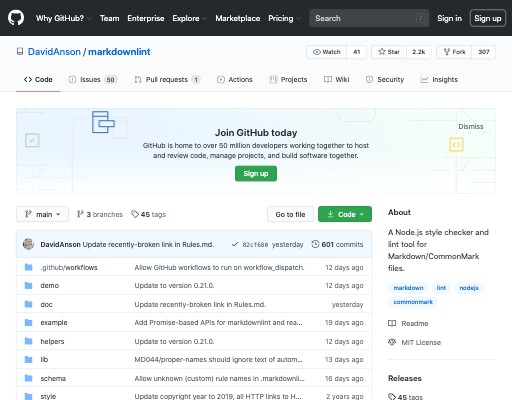 Why GitHub? Team Enterprise Explore Marketplace Pricing Search / Sign in Sign up
DavidAnson / markdownlint Watch 41 Star 2.2k Fork 307
Code Issues 50 Pull requests 1 Actions Projects Wiki Security Insights
Dismiss
Join GitHub today
GitHub is home to over 50 million developers working together to host
and review code, manage projects, and build software together.
Sign up
main 3 branches 45 tags Go to file Code
DavidAnson Update recently-broken link in Rules.md. 82cf680 yesterday 601 commits
.github/workflows Allow GitHub workflows to run on workflow_dispatch. 12 days ago
demo Update to version 0.21.0. 12 days ago
doc Update recently-broken link in Rules.md. yesterday
example Add Promise-based APIs for markdownlint and rea... 19 days ago
helpers Update to version 0.21.0. 12 days ago
lib MD044/proper-names should ignore text of autom... 13 days ago
schema Allow unknown (custom) rule names in .markdownli... 16 days ago
style Update copyright year to 2019, all HTTP links to H... 2 years ago
About
A Node.js style checker and
lint tool for
Markdown/CommonMark
files.
markdown lint nodejs
commonmark
Readme
MIT License
Releases
45 tags